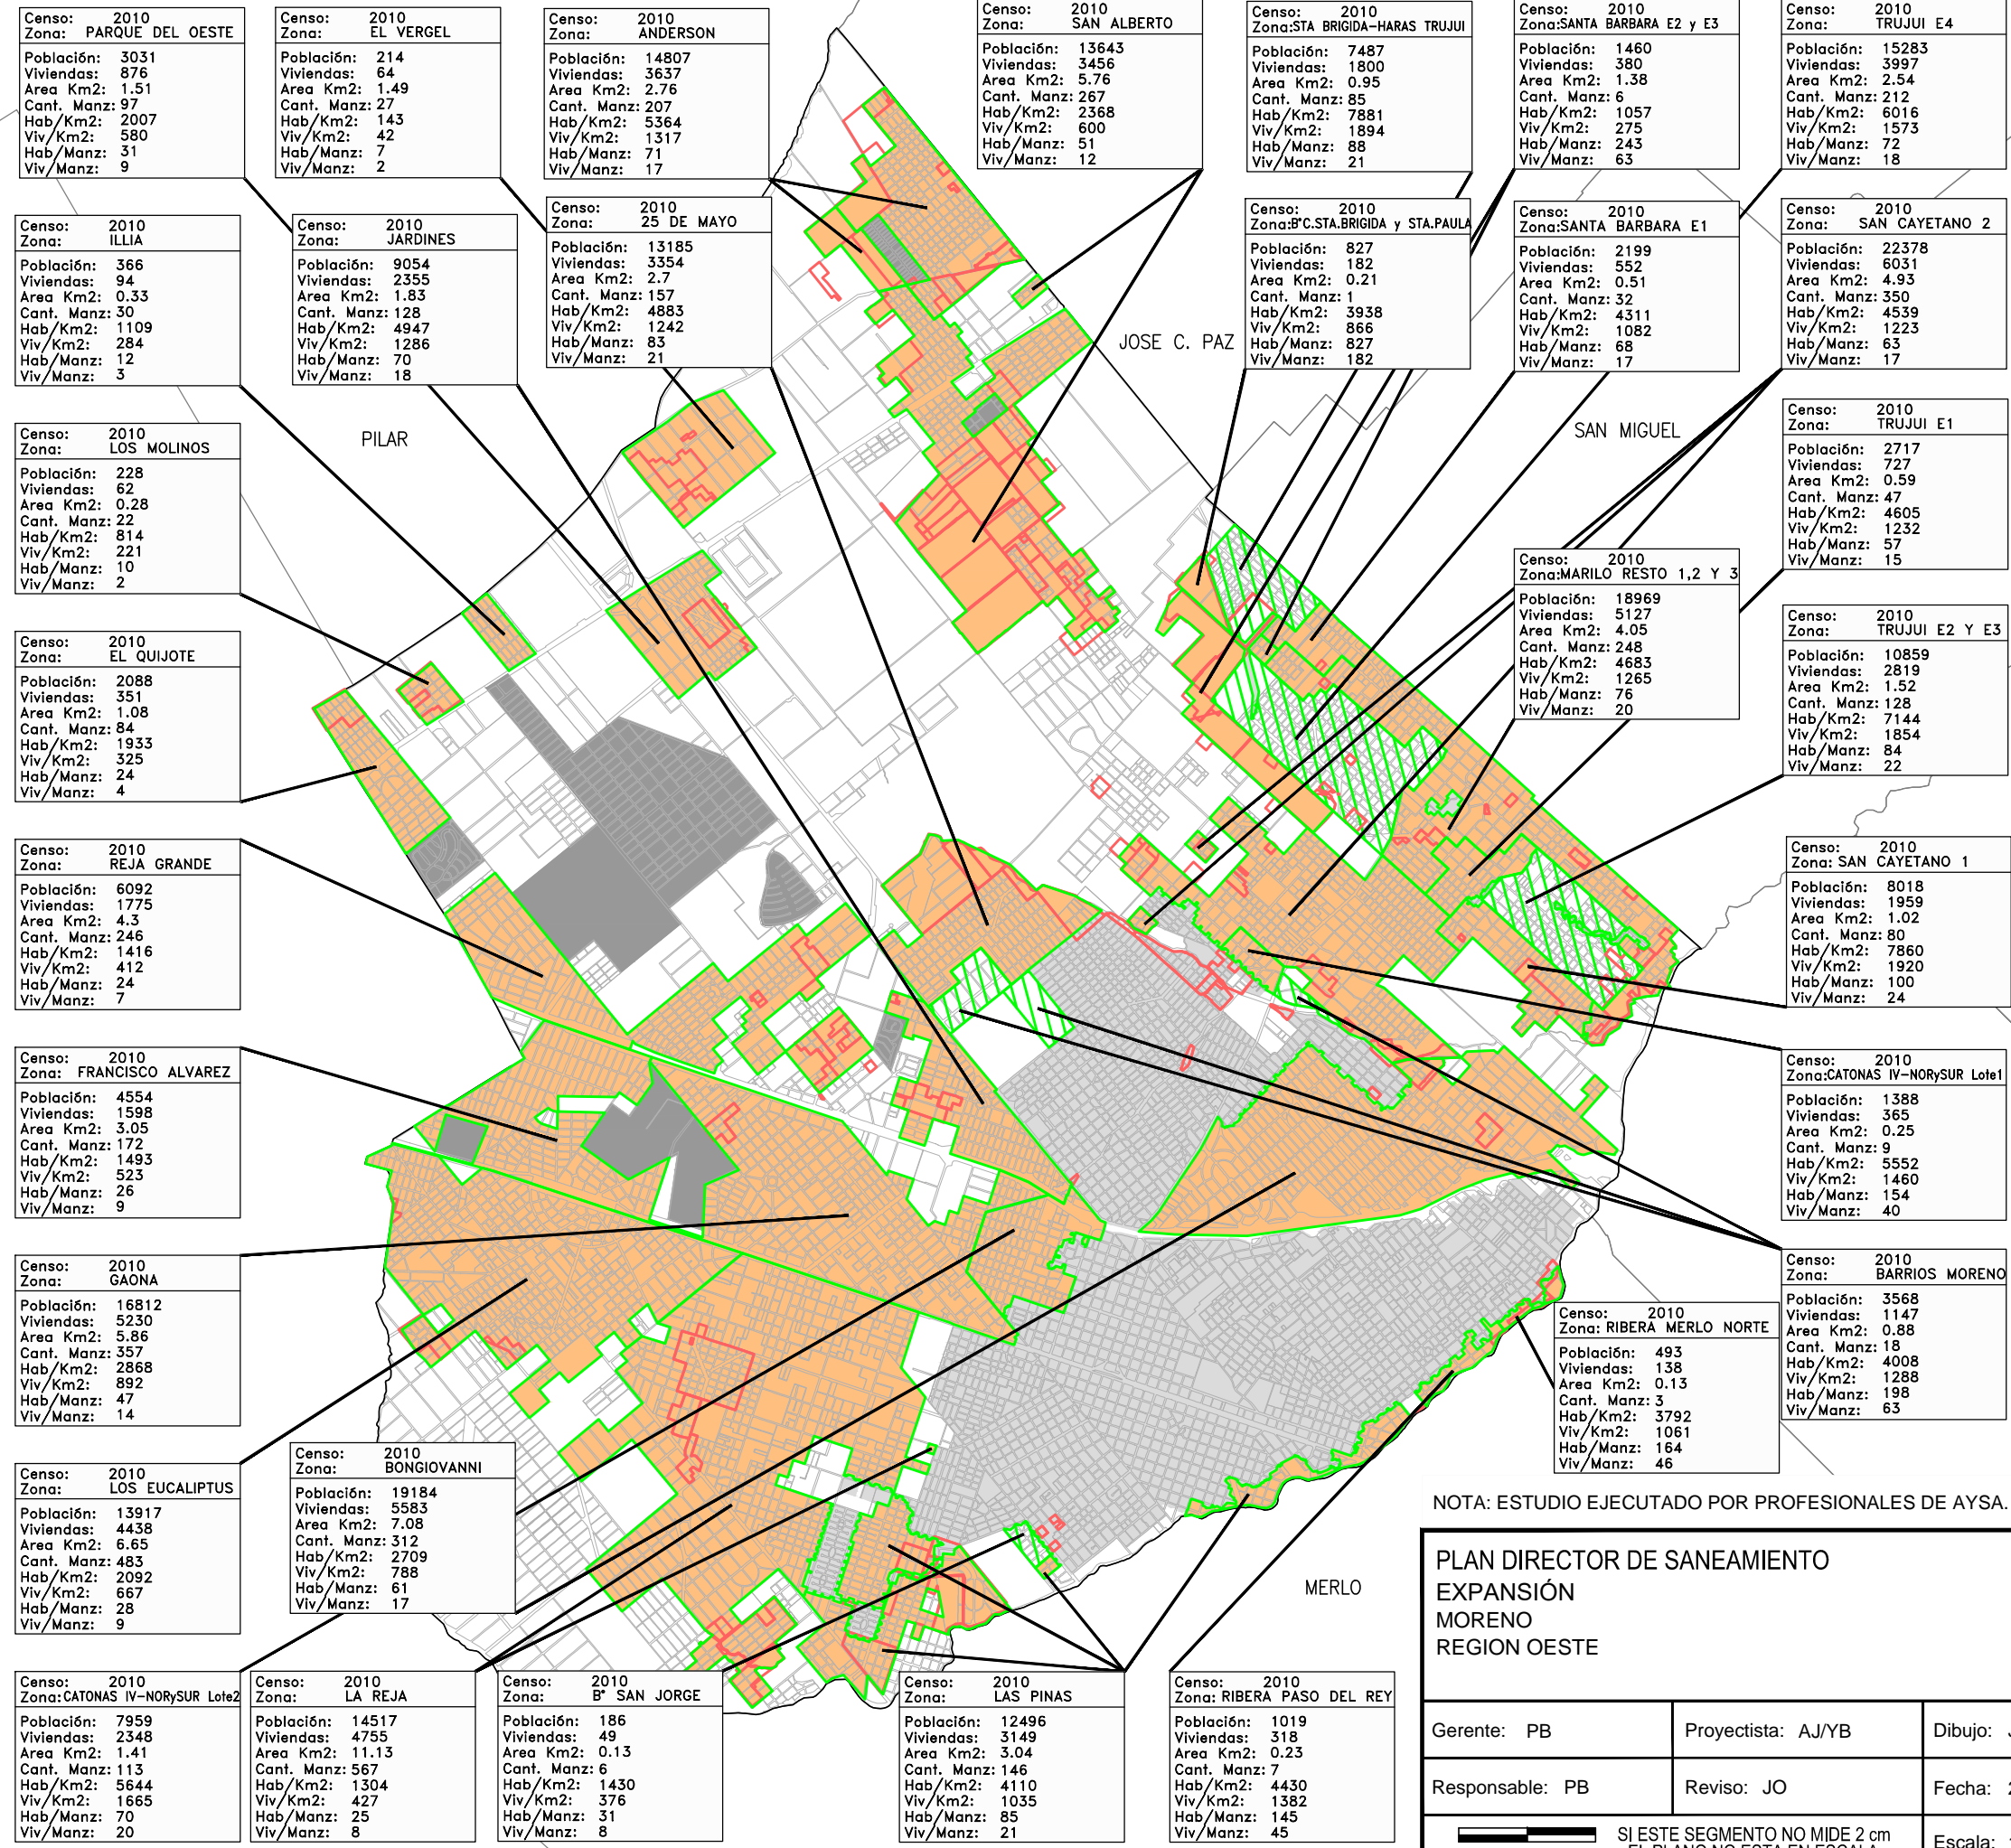 Censo: 2010
Zona: PARQUE DEL OESTE
Población: 3031
Viviendas: 876
Area Km2: 1.51
Cant. Manz: 97
Hab/Km2: 2007
Viv/Km2: 580
Hab/Manz: 31
Viv/Manz: 9
Censo: 2010
Zona: EL VERGEL
Población: 214
Viviendas: 64
Area Km2: 1.49
Cant. Manz: 27
Hab/Km2: 143
Viv/Km2: 42
Hab/Manz: 7
Viv/Manz: 2
Censo: 2010
Zona: ANDERSON
Población: 14807
Viviendas: 3637
Area Km2: 2.76
Cant. Manz: 207
Hab/Km2: 5364
Viv/Km2: 1317
Hab/Manz: 71
Viv/Manz: 17
Censo: 2010
Zona: SAN ALBERTO
Población: 13643
Viviendas: 3456
Area Km2: 5.76
Cant. Manz: 267
Hab/Km2: 2368
Viv/Km2: 600
Hab/Manz: 51
Viv/Manz: 12
Censo: 2010
Zona: STA BRIGIDA-HARAS TRUJUI
Población: 7487
Viviendas: 1800
Area Km2: 0.95
Cant. Manz: 85
Hab/Km2: 7881
Viv/Km2: 1894
Hab/Manz: 88
Viv/Manz: 21
Censo: 2010
Zona: SANTA BARBARA E2 y E3
Población: 1460
Viviendas: 380
Area Km2: 1.38
Cant. Manz: 6
Hab/Km2: 1057
Viv/Km2: 275
Hab/Manz: 243
Viv/Manz: 63
Censo: 2010
Zona: TRUJUI E4
Población: 15283
Viviendas: 3997
Area Km2: 2.54
Cant. Manz: 212
Hab/Km2: 6016
Viv/Km2: 1573
Hab/Manz: 72
Viv/Manz: 18
Censo: 2010
Zona: ILLIA
Población: 366
Viviendas: 94
Area Km2: 0.33
Cant. Manz: 30
Hab/Km2: 1109
Viv/Km2: 284
Hab/Manz: 12
Viv/Manz: 3
Censo: 2010
Zona: JARDINES
Población: 9054
Viviendas: 2355
Area Km2: 1.83
Cant. Manz: 128
Hab/Km2: 4947
Viv/Km2: 1286
Hab/Manz: 70
Viv/Manz: 18
Censo: 2010
Zona: 25 DE MAYO
Población: 13185
Viviendas: 3354
Area Km2: 2.7
Cant. Manz: 157
Hab/Km2: 4883
Viv/Km2: 1242
Hab/Manz: 83
Viv/Manz: 21
Censo: 2010
Zona: B°C.STA.BRIGIDA y STA.PAULA
Población: 827
Viviendas: 182
Area Km2: 0.21
Cant. Manz: 1
Hab/Km2: 3938
Viv/Km2: 866
Hab/Manz: 827
Viv/Manz: 182
Censo: 2010
Zona: SANTA BARBARA E1
Población: 2199
Viviendas: 552
Area Km2: 0.51
Cant. Manz: 32
Hab/Km2: 4311
Viv/Km2: 1082
Hab/Manz: 68
Viv/Manz: 17
Censo: 2010
Zona: SAN CAYETANO 2
Población: 22378
Viviendas: 6031
Area Km2: 4.93
Cant. Manz: 350
Hab/Km2: 4539
Viv/Km2: 1223
Hab/Manz: 63
Viv/Manz: 17
JOSE C. PAZ
PILAR
SAN MIGUEL
Censo: 2010
Zona: LOS MOLINOS
Población: 228
Viviendas: 62
Area Km2: 0.28
Cant. Manz: 22
Hab/Km2: 814
Viv/Km2: 221
Hab/Manz: 10
Viv/Manz: 2
Censo: 2010
Zona: TRUJUI E1
Población: 2717
Viviendas: 727
Area Km2: 0.59
Cant. Manz: 47
Hab/Km2: 4605
Viv/Km2: 1232
Hab/Manz: 57
Viv/Manz: 15
Censo: 2010
Zona: MARILO RESTO 1,2 Y 3
Población: 18969
Viviendas: 5127
Area Km2: 4.05
Cant. Manz: 248
Hab/Km2: 4683
Viv/Km2: 1265
Hab/Manz: 76
Viv/Manz: 20
Censo: 2010
Zona: EL QUIJOTE
Población: 2088
Viviendas: 351
Area Km2: 1.08
Cant. Manz: 84
Hab/Km2: 1933
Viv/Km2: 325
Hab/Manz: 24
Viv/Manz: 4
Censo: 2010
Zona: TRUJUI E2 Y E3
Población: 10859
Viviendas: 2819
Area Km2: 1.52
Cant. Manz: 128
Hab/Km2: 7144
Viv/Km2: 1854
Hab/Manz: 84
Viv/Manz: 22
Censo: 2010
Zona: REJA GRANDE
Población: 6092
Viviendas: 1775
Area Km2: 4.3
Cant. Manz: 246
Hab/Km2: 1416
Viv/Km2: 412
Hab/Manz: 24
Viv/Manz: 7
Censo: 2010
Zona: SAN CAYETANO 1
Población: 8018
Viviendas: 1959
Area Km2: 1.02
Cant. Manz: 80
Hab/Km2: 7860
Viv/Km2: 1920
Hab/Manz: 100
Viv/Manz: 24
Censo: 2010
Zona: FRANCISCO ALVAREZ
Población: 4554
Viviendas: 1598
Area Km2: 3.05
Cant. Manz: 172
Hab/Km2: 1493
Viv/Km2: 523
Hab/Manz: 26
Viv/Manz: 9
Censo: 2010
Zona: CATONAS IV-NORySUR Lote1
Población: 1388
Viviendas: 365
Area Km2: 0.25
Cant. Manz: 9
Hab/Km2: 5552
Viv/Km2: 1460
Hab/Manz: 154
Viv/Manz: 40
Censo: 2010
Zona: GAONA
Población: 16812
Viviendas: 5230
Area Km2: 5.86
Cant. Manz: 357
Hab/Km2: 2868
Viv/Km2: 892
Hab/Manz: 47
Viv/Manz: 14
Censo: 2010
Zona: BARRIOS MORENO
Población: 3568
Viviendas: 1147
Area Km2: 0.88
Cant. Manz: 18
Hab/Km2: 4008
Viv/Km2: 1288
Hab/Manz: 198
Viv/Manz: 63
Censo: 2010
Zona: RIBERA MERLO NORTE
Población: 493
Viviendas: 138
Area Km2: 0.13
Cant. Manz: 3
Hab/Km2: 3792
Viv/Km2: 1061
Hab/Manz: 164
Viv/Manz: 46
Censo: 2010
Zona: LOS EUCALIPTUS
Población: 13917
Viviendas: 4438
Area Km2: 6.65
Cant. Manz: 483
Hab/Km2: 2092
Viv/Km2: 667
Hab/Manz: 28
Viv/Manz: 9
Censo: 2010
Zona: BONGIOVANNI
Población: 19184
Viviendas: 5583
Area Km2: 7.08
Cant. Manz: 312
Hab/Km2: 2709
Viv/Km2: 788
Hab/Manz: 61
Viv/Manz: 17
MERLO
Censo: 2010
Zona: CATONAS IV-NORySUR Lote2
Población: 7959
Viviendas: 2348
Area Km2: 1.41
Cant. Manz: 113
Hab/Km2: 5644
Viv/Km2: 1665
Hab/Manz: 70
Viv/Manz: 20
Censo: 2010
Zona: LA REJA
Población: 14517
Viviendas: 4755
Area Km2: 11.13
Cant. Manz: 567
Hab/Km2: 1304
Viv/Km2: 427
Hab/Manz: 25
Viv/Manz: 8
Censo: 2010
Zona: B° SAN JORGE
Población: 186
Viviendas: 49
Area Km2: 0.13
Cant. Manz: 6
Hab/Km2: 1430
Viv/Km2: 376
Hab/Manz: 31
Viv/Manz: 8
Censo: 2010
Zona: LAS PINAS
Población: 12496
Viviendas: 3149
Area Km2: 3.04
Cant. Manz: 146
Hab/Km2: 4110
Viv/Km2: 1035
Hab/Manz: 85
Viv/Manz: 21
Censo: 2010
Zona: RIBERA PASO DEL REY
Población: 1019
Viviendas: 318
Area Km2: 0.23
Cant. Manz: 7
Hab/Km2: 4430
Viv/Km2: 1382
Hab/Manz: 145
Viv/Manz: 45
NOTA: ESTUDIO EJECUTADO POR PROFESIONALES DE AYSA.
PLAN DIRECTOR DE SANEAMIENTO
EXPANSIÓN
MORENO
REGION OESTE
Gerente: PB
Proyectista: AJ/YB
Dibujo:
Responsable: PB
Reviso: JO
Fecha:
SI ESTE SEGMENTO NO MIDE 2 cm
EL PLANO NO ESTA EN ESCALA
Escala: